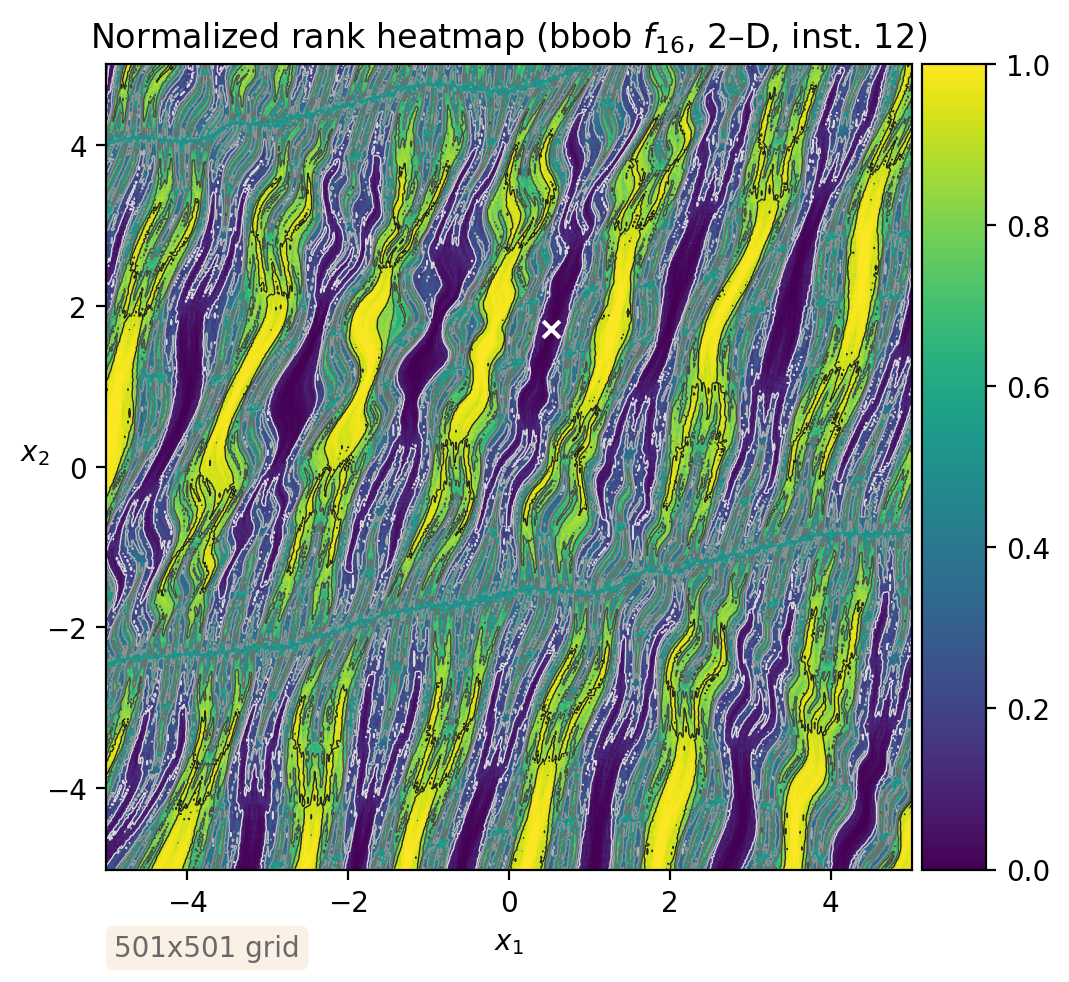 Normalized rank heatmap (bbob f₁₆, 2–D, inst. 12)
1.0
0.8
0.6
0.4
0.2
0.0
4
2
0
−2
−4
x₂
−4 −2 0 2 4
x₁
501x501 grid